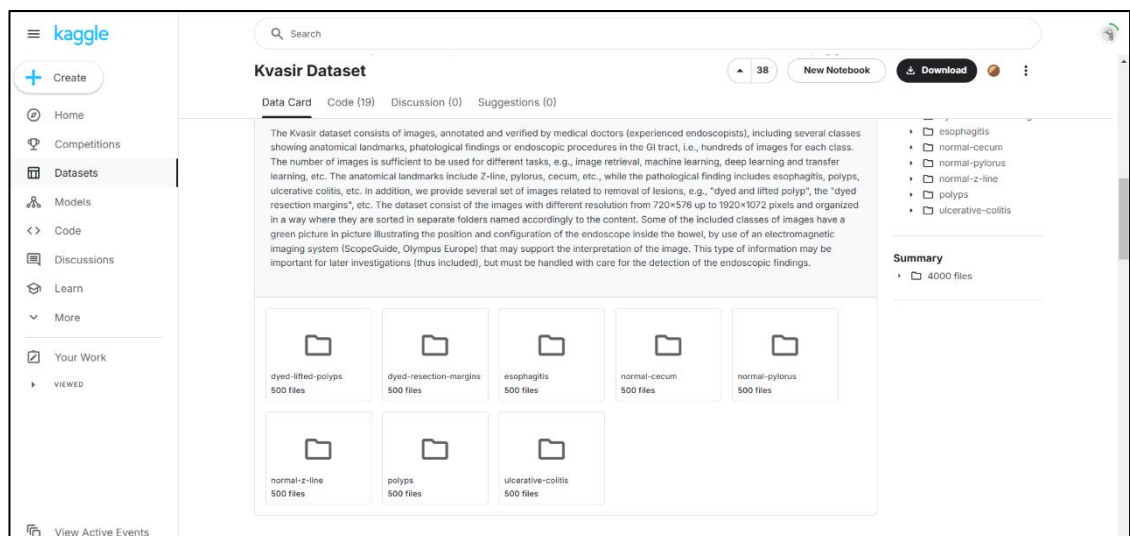 kaggle
Search
Create
Kvasir Dataset
38
New Notebook
Download
Home
Data Card Code (19) Discussion (0) Suggestions (0)
Competitions
Datasets
Models
Code
Discussions
Learn
More
Your Work
VIEWED
View Active Events
The Kvasir dataset consists of images, annotated and verified by medical doctors (experienced endoscopists), including several classes
showing anatomical landmarks, phatological findings or endoscopic procedures in the GI tract, i.e., hundreds of images for each class.
The number of images is sufficient to be used for different tasks, e.g., image retrieval, machine learning, deep learning and transfer
learning, etc. The anatomical landmarks include Z-line, pylorus, cecum, etc., while the pathological finding includes esophagitis, polyps,
ulcerative colitis, etc. In addition, we provide several set of images related to removal of lesions, e.g., "dyed and lifted polyp", the "dyed
resection margins", etc. The dataset consist of the images with different resolution from 720×576 up to 1920×1072 pixels and organized
in a way where they are sorted in separate folders named accordingly to the content. Some of the included classes of images have a
green picture in picture illustrating the position and configuration of the endoscope inside the bowel, by use of an electromagnetic
imaging system (ScopeGuide, Olympus Europe) that may support the interpretation of the image. This type of information may be
important for later investigations (thus included), but must be handled with care for the detection of the endoscopic findings.
dyed-lifted-polyps
500 files
dyed-resection-margins
500 files
esophagitis
500 files
normal-cecum
500 files
normal-pylorus
500 files
normal-z-line
500 files
polyps
500 files
ulcerative-colitis
500 files
esophagitis
normal-cecum
normal-pylorus
normal-z-line
polyps
ulcerative-colitis
Summary
4000 files